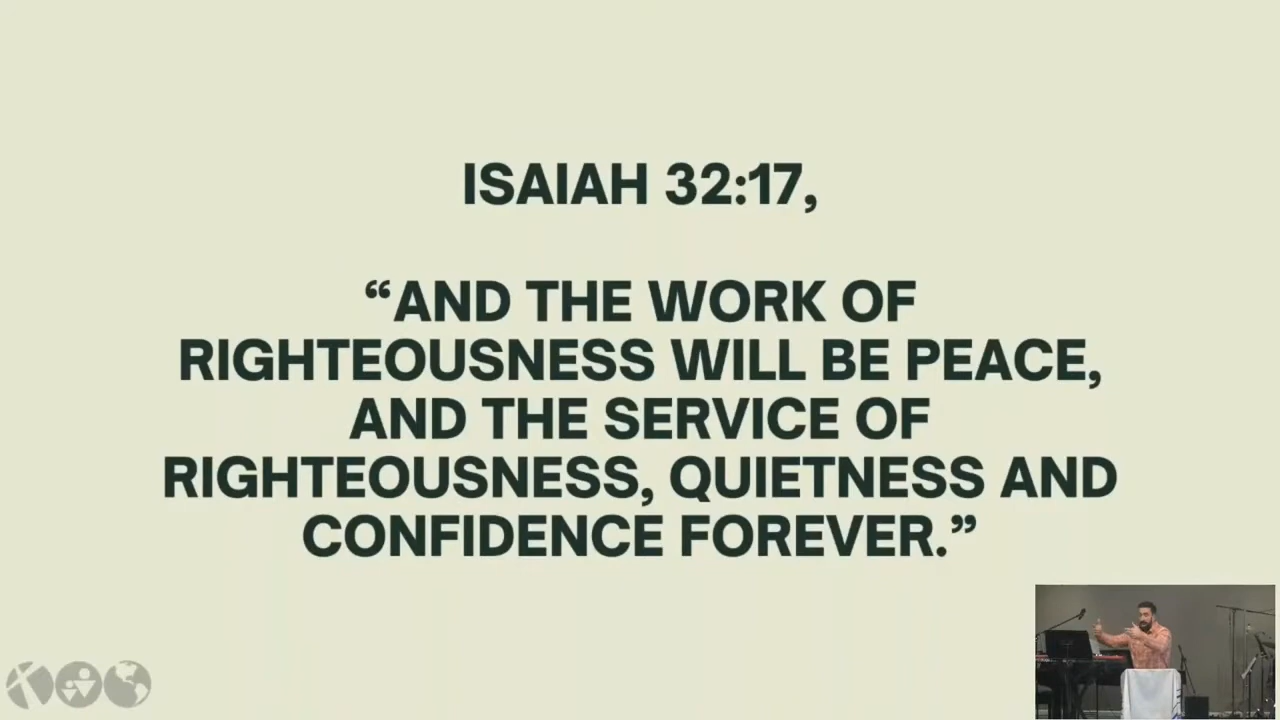 ISAIAH 32:17,
“AND THE WORK OF
RIGHTEOUSNESS WILL BE PEACE,
AND THE SERVICE OF
RIGHTEOUSNESS, QUIETNESS AND
CONFIDENCE FOREVER.”